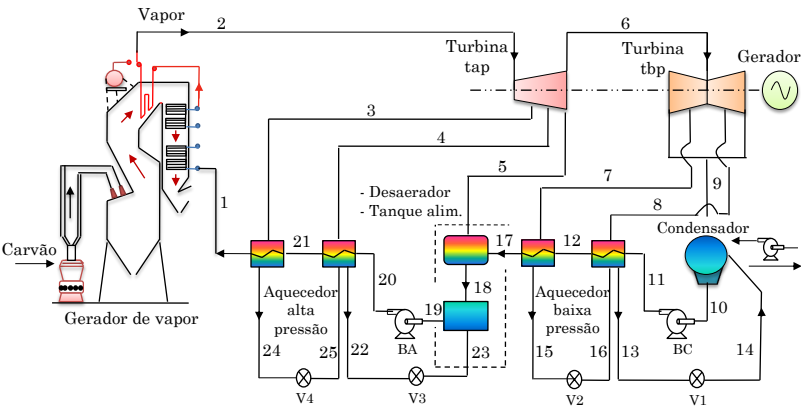 Vapor
2
6
Turbina
tap
Turbina
tbp
Gerador
3
4
5
7
9
8
- Desaerador
- Tanque alim.
Condensador
1
21
17
12
Carvão
20
18
11
10
Aquecedor
alta
pressão
19
Aquecedor
baixa
pressão
Gerador de vapor
BA
BC
24
25
22
23
15
16
13
14
V4
V3
V2
V1